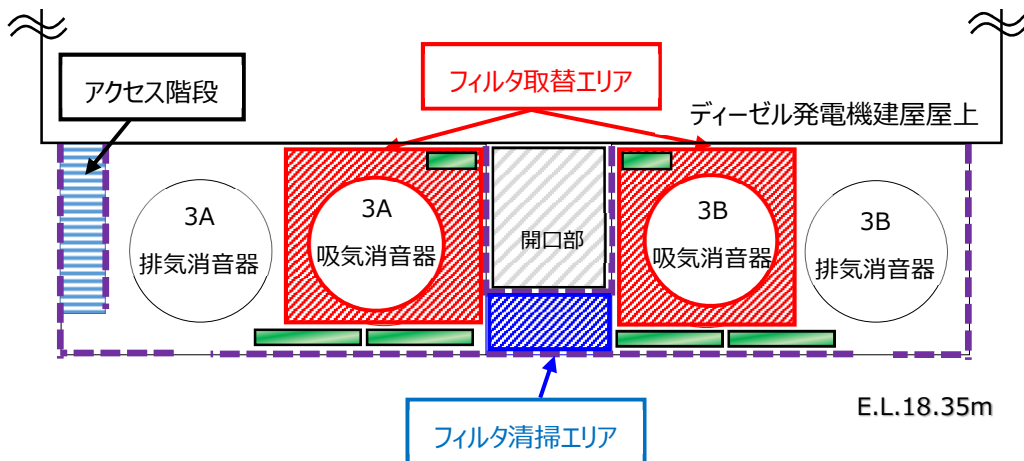 アクセス階段
フィルタ取替エリア
ディーゼル発電機建屋屋上
3A
排気消音器
3A
吸気消音器
開口部
3B
吸気消音器
3B
排気消音器
E.L.18.35m
フィルタ清掃エリア